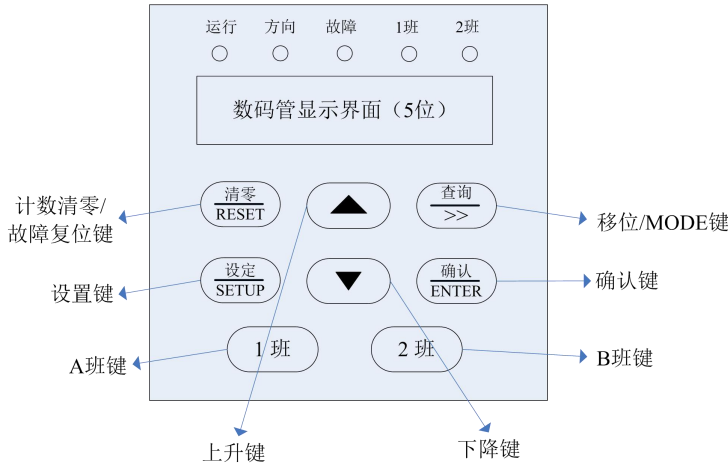 运行 方向 故障 1班 2班
数码管显示界面（5位）
清零
RESET
查询
>>
计数清零/
故障复位键
移位/MODE键
设定
SETUP
确认
ENTER
设置键
确认键
1 班
2 班
A班键
B班键
上升键
下降键